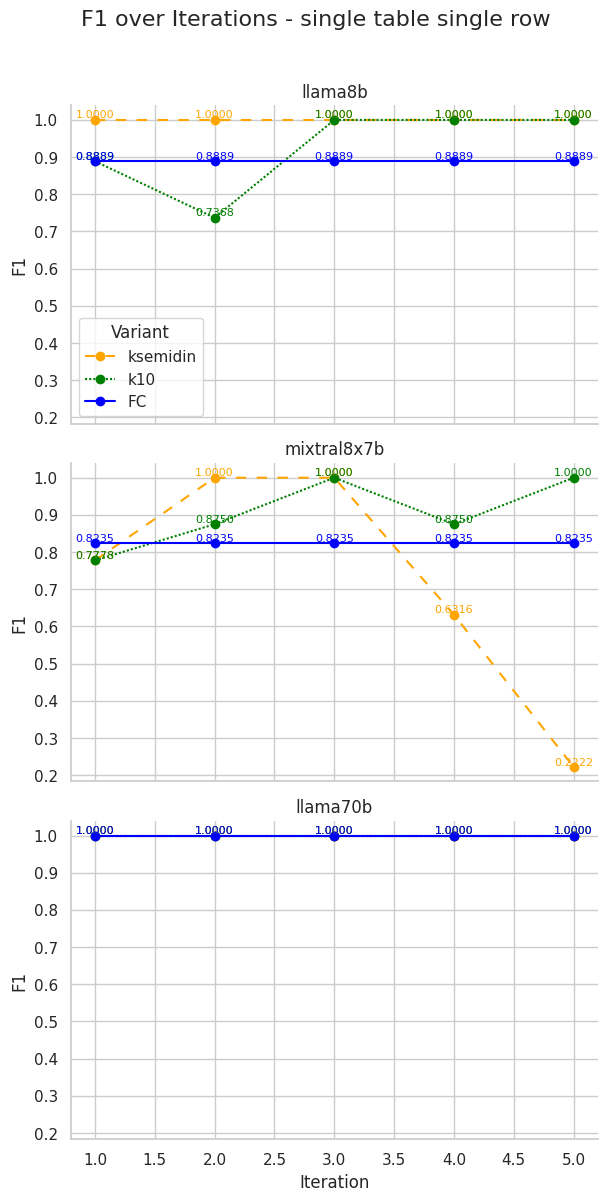 F1 over Iterations - single table single row
llama8b
1.0000 1.0000 1.0000 1.0000 1.0000
0.8889 0.8889 0.8889 0.8889 0.8889
0.7368
1.0
0.9
0.8
0.7
0.6
0.5
0.4
0.3
0.2
F1
Variant
ksemidin
k10
FC
mixtral8x7b
1.0000 1.0000 1.0000
0.8750 0.8750
0.8235 0.8235 0.8235 0.8235 0.8235
0.7778
0.6316
0.2222
1.0
0.9
0.8
0.7
0.6
0.5
0.4
0.3
0.2
F1
llama70b
1.0000 1.0000 1.0000 1.0000 1.0000
1.0
0.9
0.8
0.7
0.6
0.5
0.4
0.3
0.2
F1
1.0 1.5 2.0 2.5 3.0 3.5 4.0 4.5 5.0
Iteration